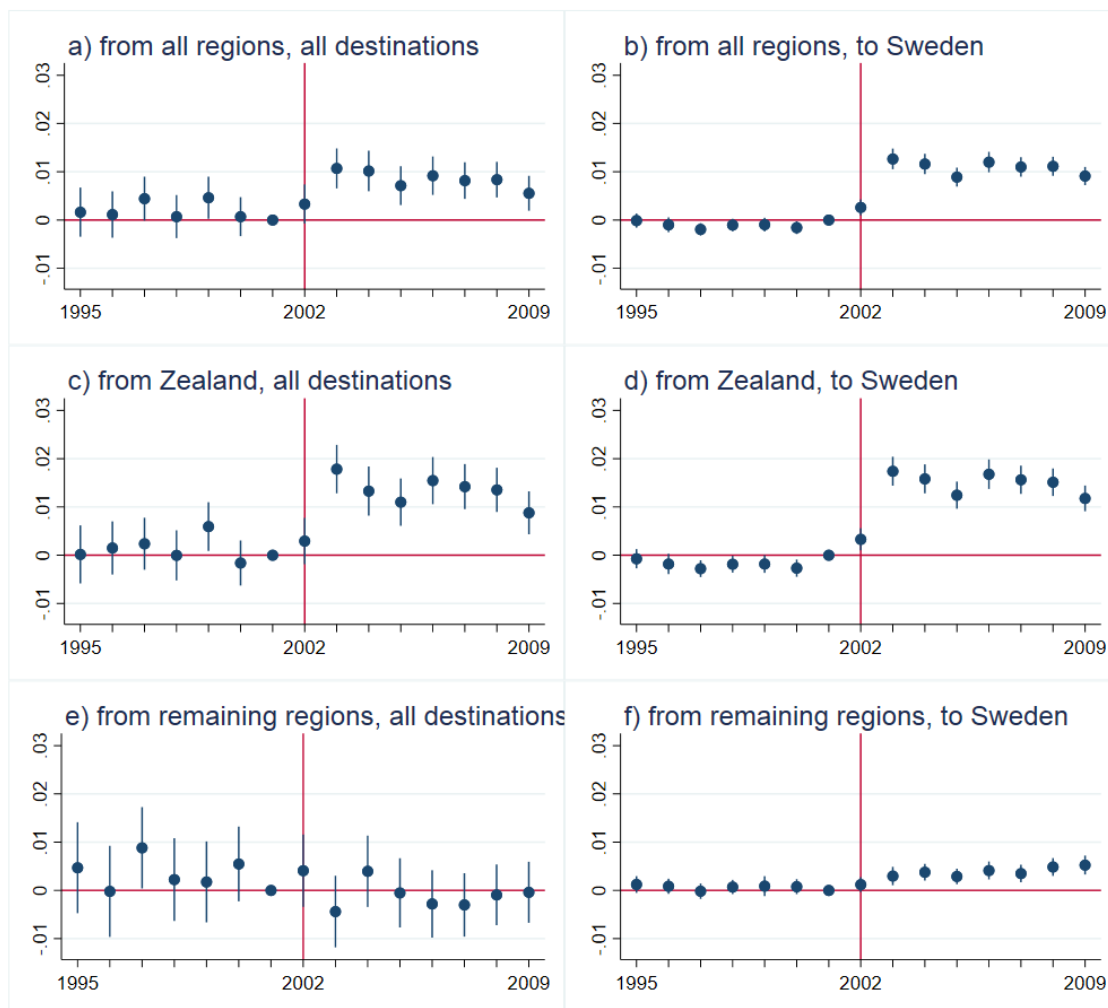 a) from all regions, all destinations
.03
.02
.01
0
-.01
1995 2002 2009
b) from all regions, to Sweden
.03
.02
.01
0
-.01
1995 2002 2009
c) from Zealand, all destinations
.03
.02
.01
0
-.01
1995 2002 2009
d) from Zealand, to Sweden
.03
.02
.01
0
-.01
1995 2002 2009
e) from remaining regions, all destinations
.03
.02
.01
0
-.01
1995 2002 2009
f) from remaining regions, to Sweden
.03
.02
.01
0
-.01
1995 2002 2009